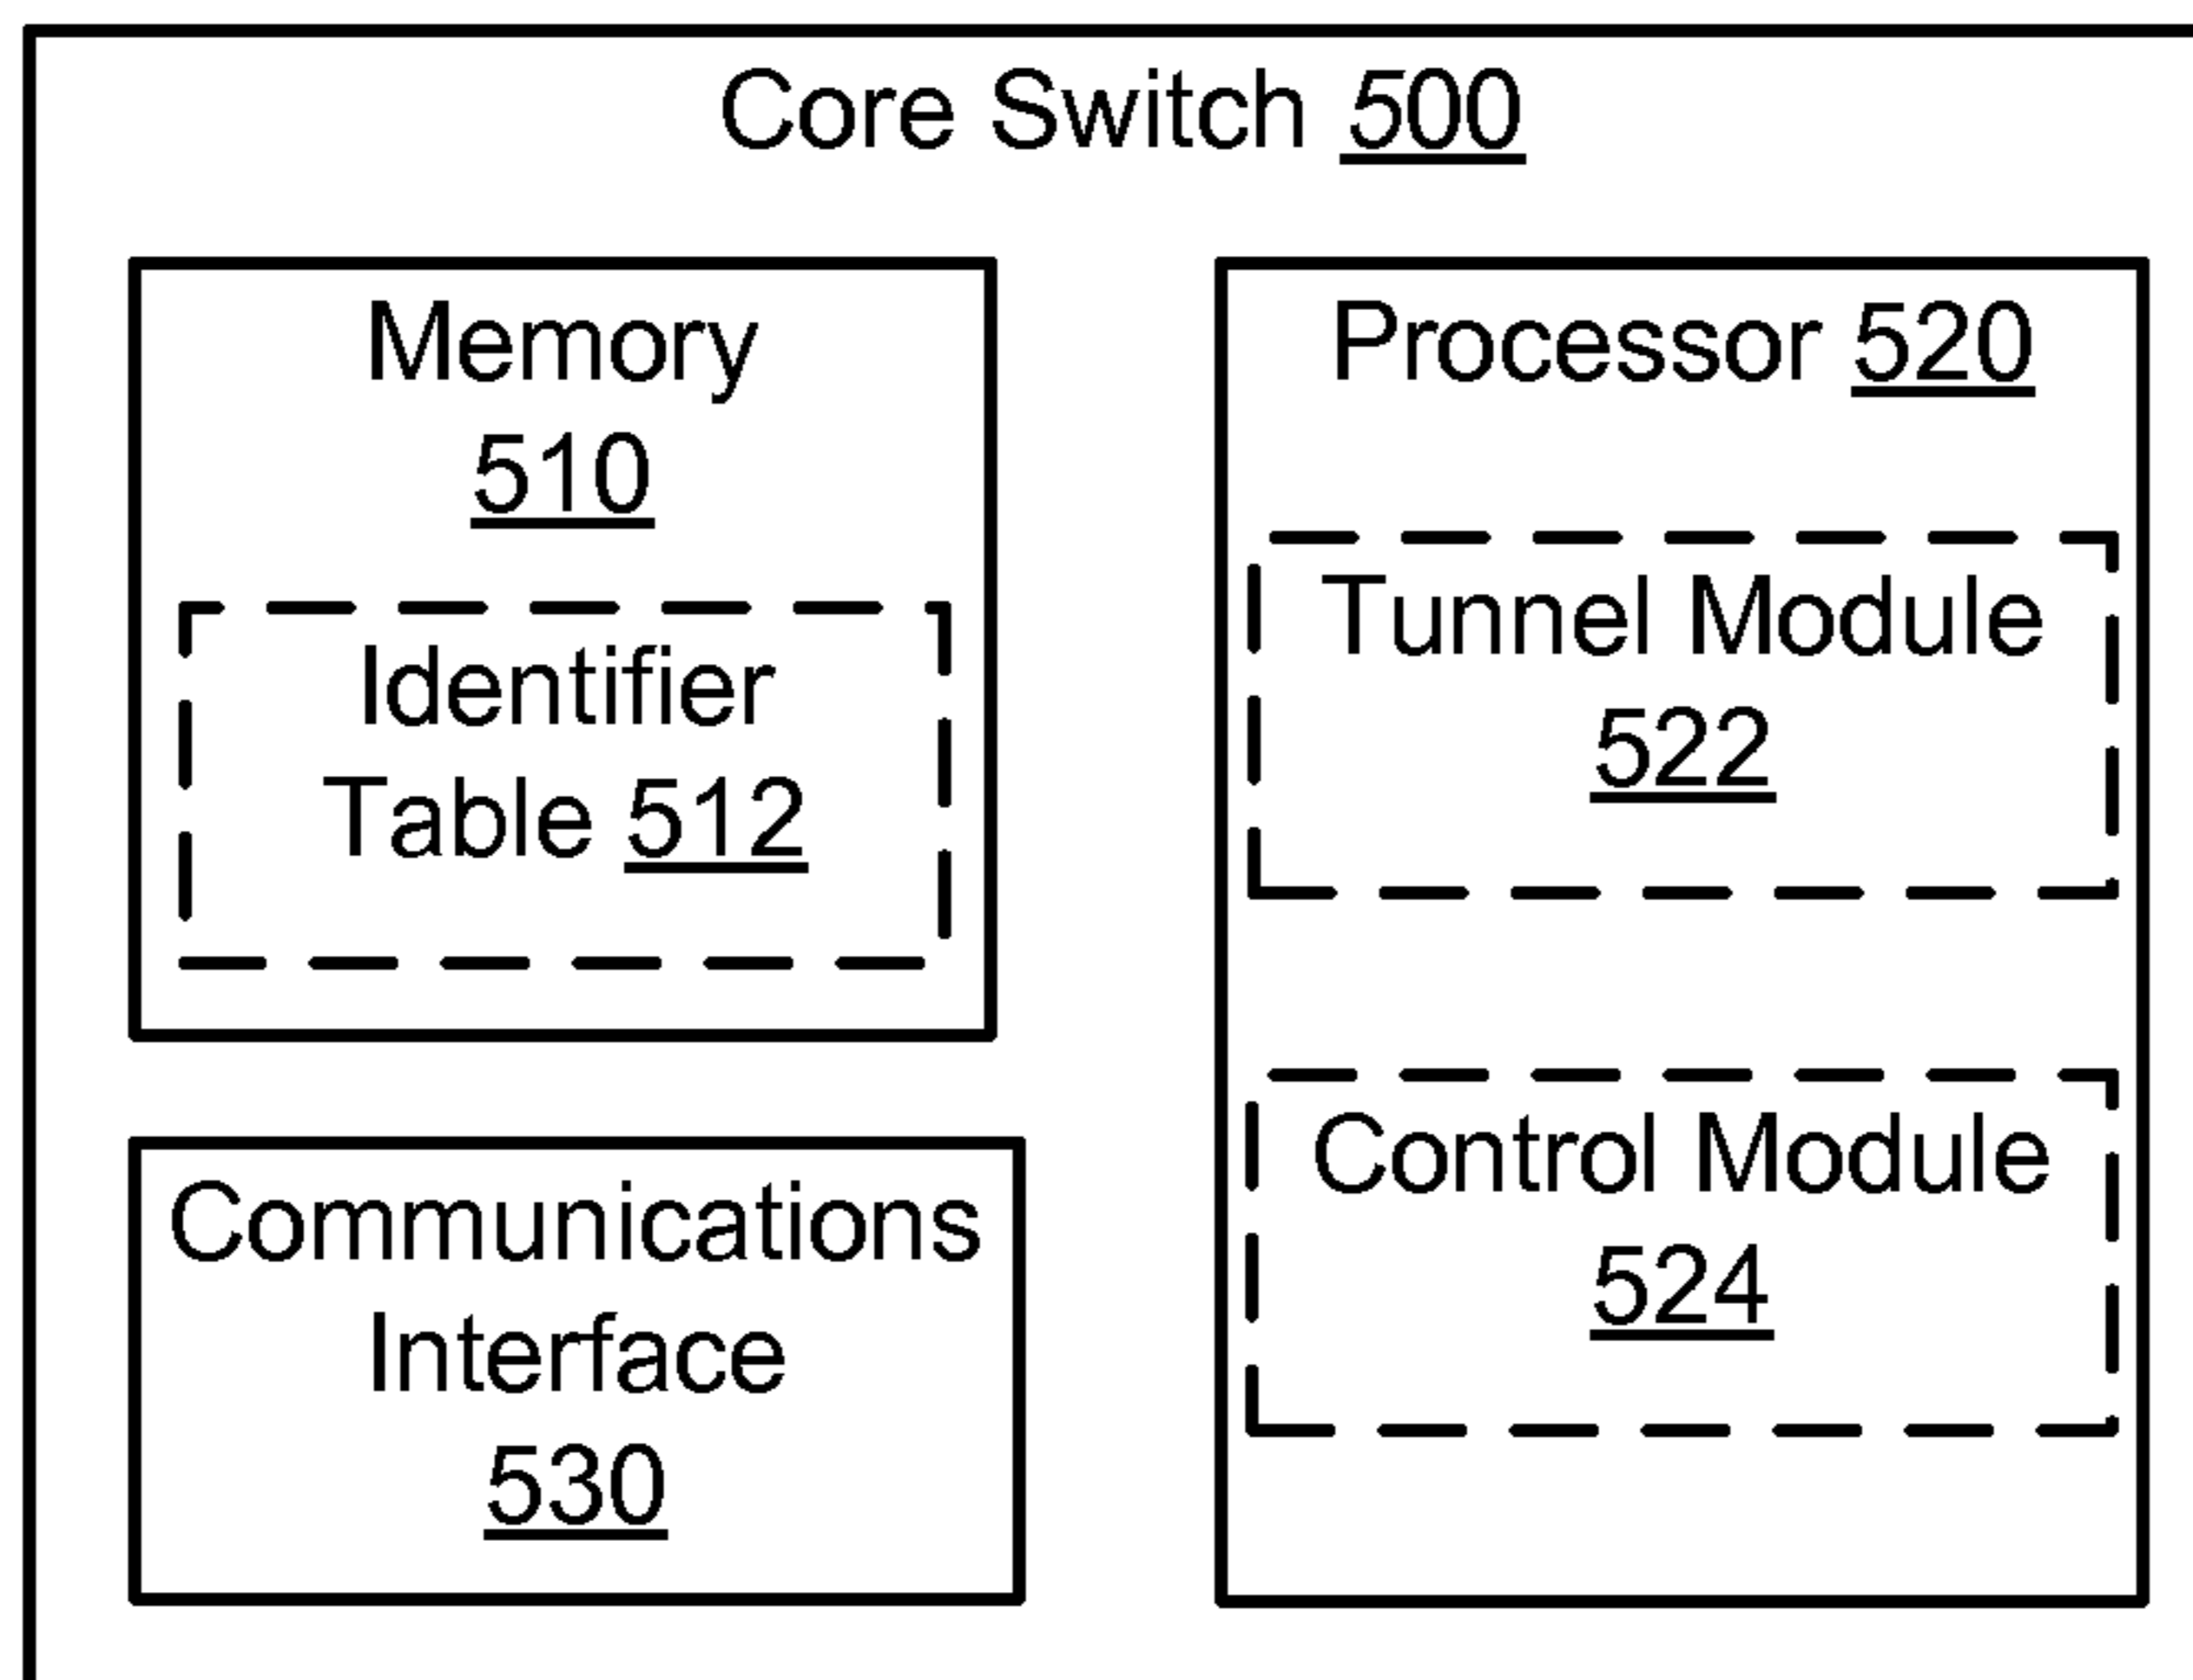 Core Switch 500
Memory
510
Identifier
Table 512
Communications
Interface
530
Processor 520
Tunnel Module
522
Control Module
524